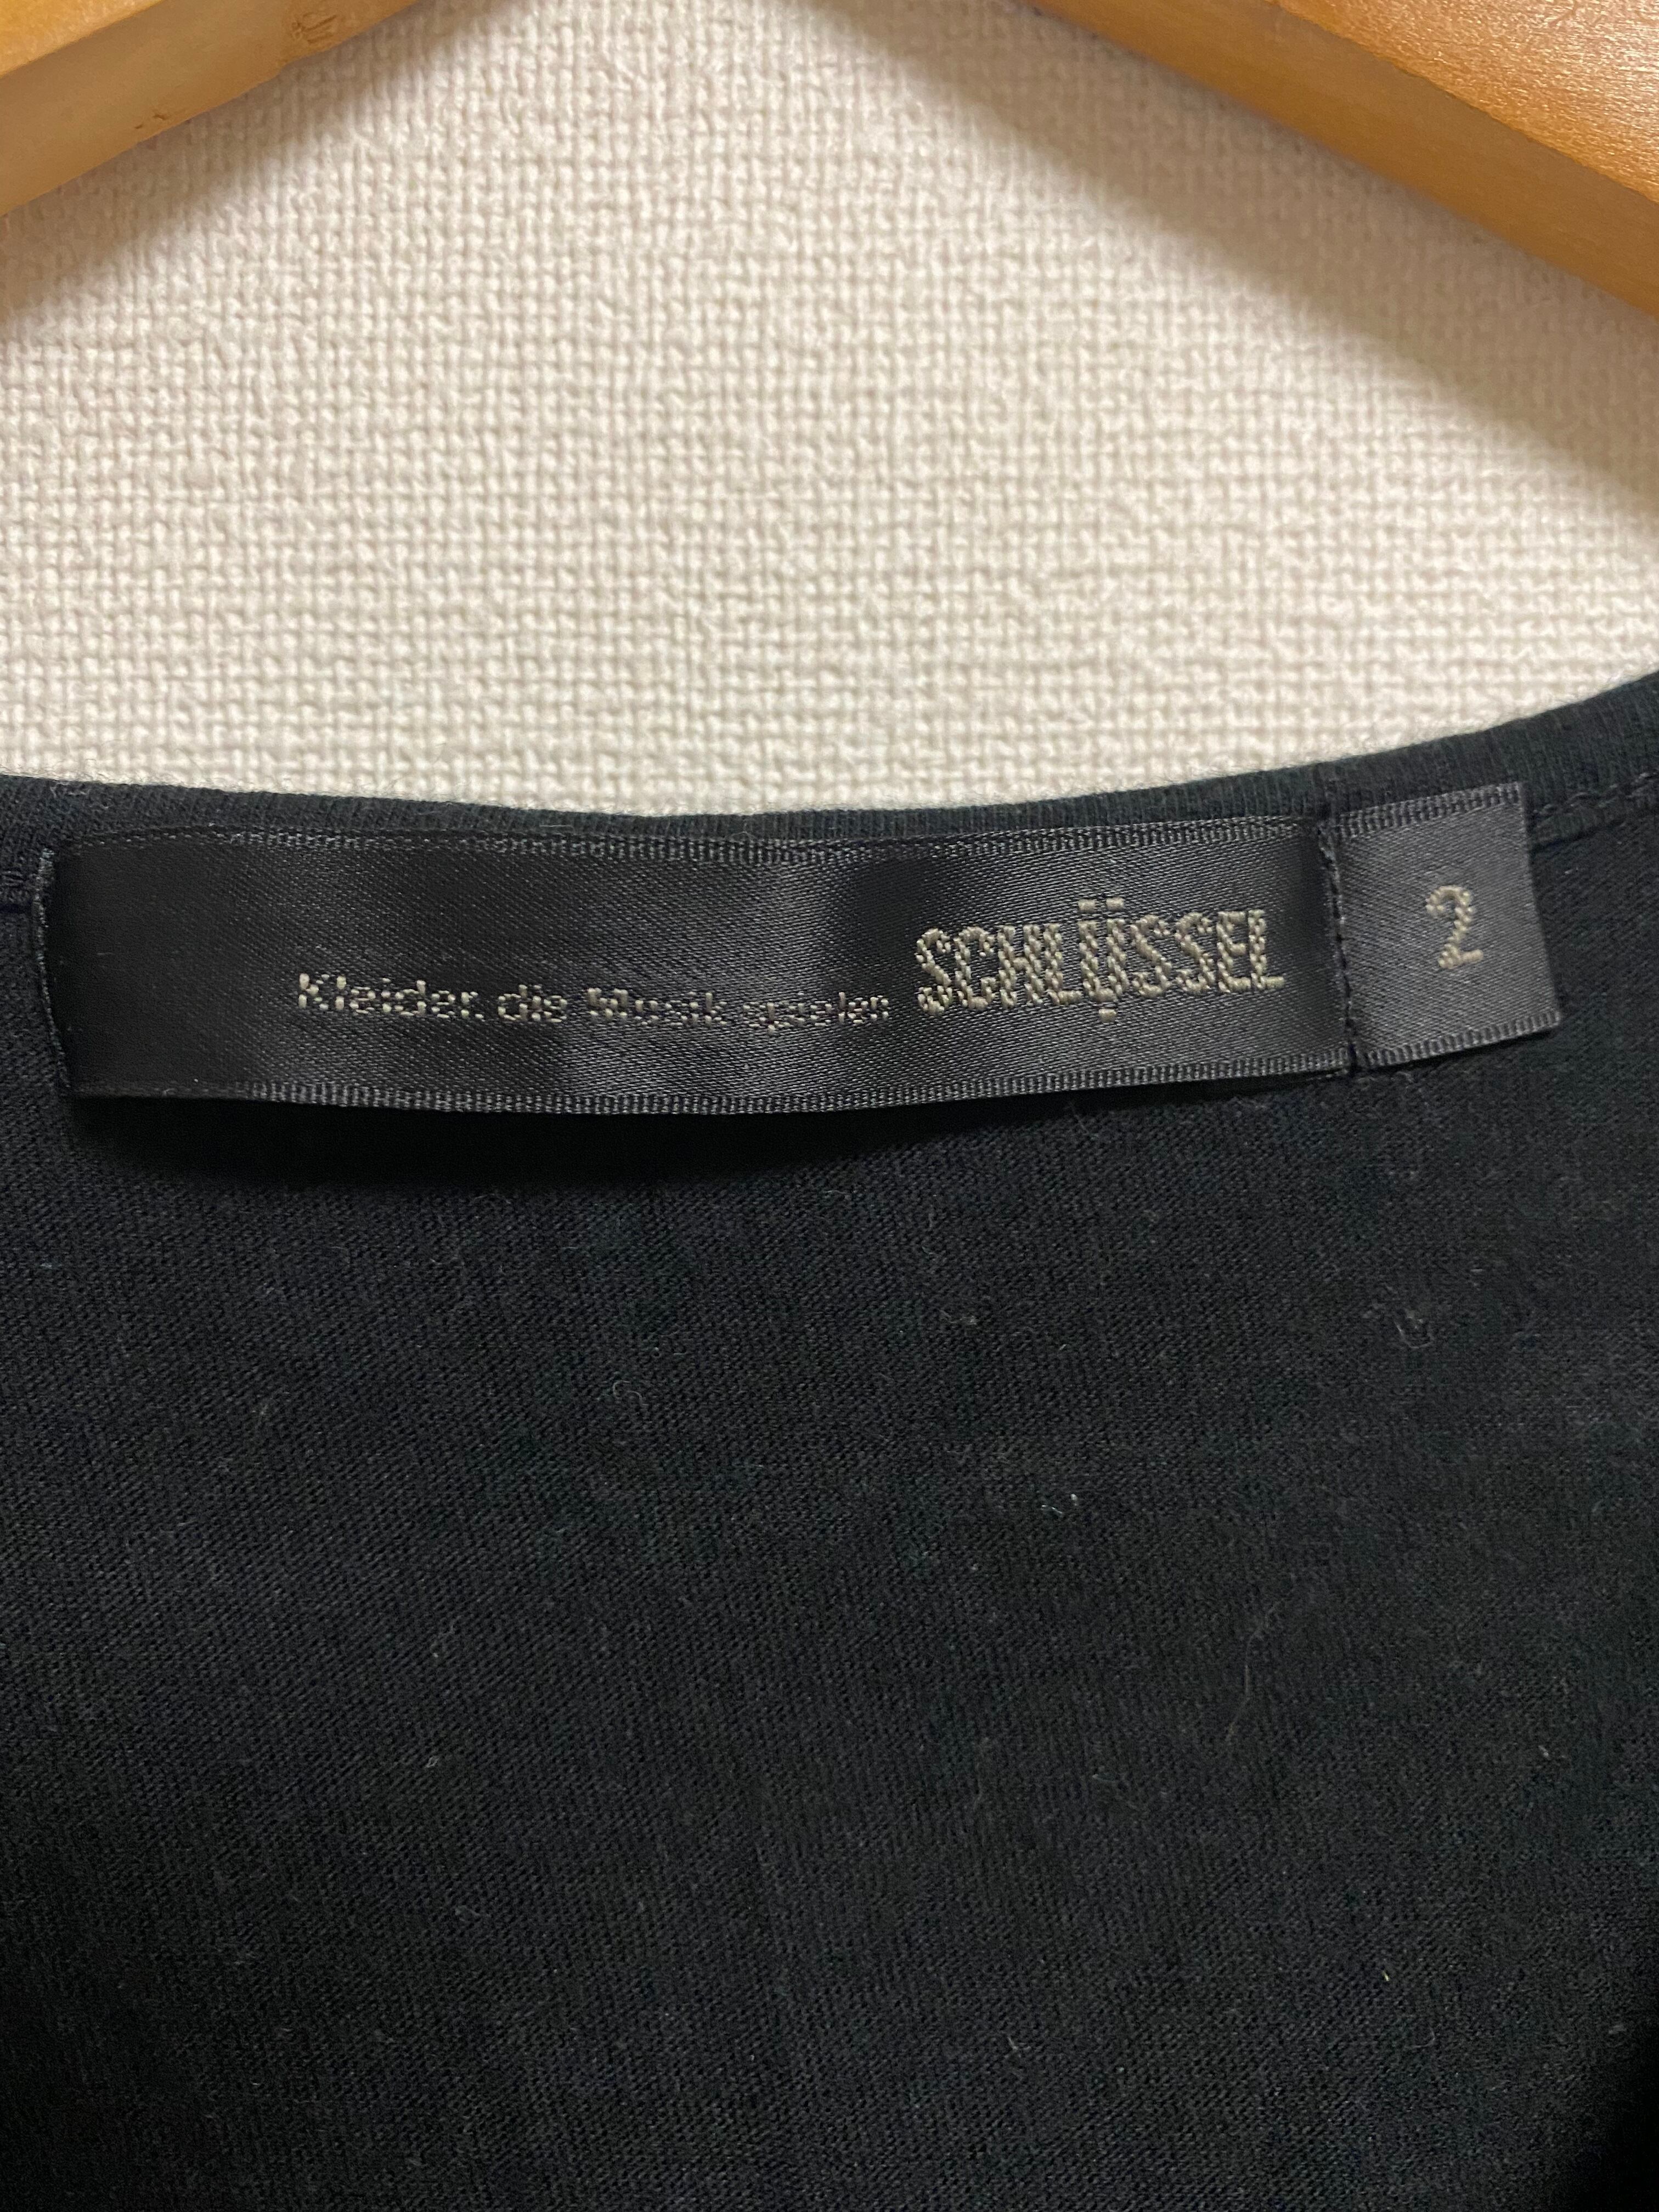 Kleider, die Musik spielen SCHLÜSSEL 2